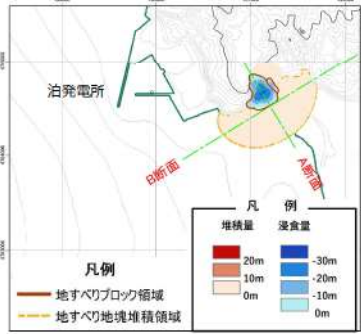 泊発電所
B断面
A断面
凡　例
堆積量　浸食量
20m
10m
0m
-30m
-20m
-10m
0m
凡例
地すべりブロック領域
地すべり地塊堆積領域